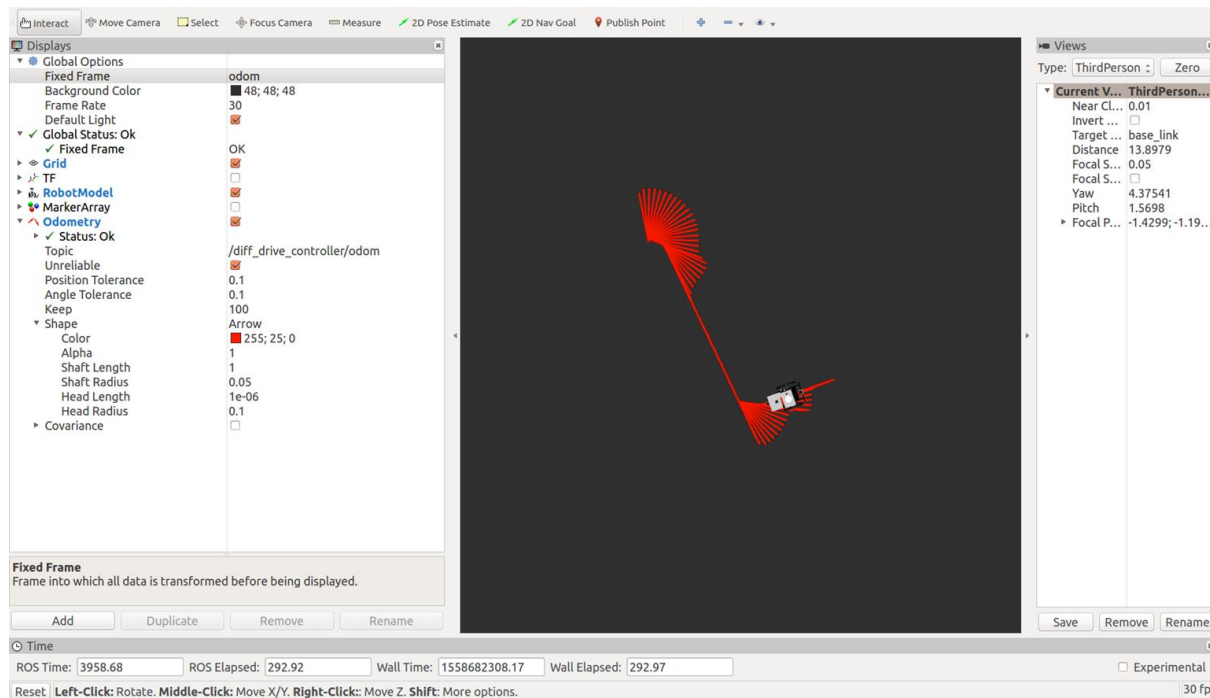 Interact Move Camera Select Focus Camera Measure 2D Pose Estimate 2D Nav Goal Publish Point
Displays
Global Options
Fixed Frame odom
Background Color 48; 48; 48
Frame Rate 30
Default Light
Global Status: Ok
Fixed Frame OK
Grid
TF
RobotModel
MarkerArray
Odometry
Status: Ok
Topic /diff_drive_controller/odom
Unreliable
Position Tolerance 0.1
Angle Tolerance 0.1
Keep 100
Shape Arrow
Color 255; 25; 0
Alpha 1
Shaft Length 1
Shaft Radius 0.05
Head Length 1e-06
Head Radius 0.1
Covariance
Fixed Frame
Frame into which all data is transformed before being displayed.
Add Duplicate Remove Rename
Views
Type: ThirdPerson Zero
Current V... ThirdPerson...
Near Cl... 0.01
Invert ...
Target ... base_link
Distance 13.8979
Focal S... 0.05
Focal S...
Yaw 4.37541
Pitch 1.5698
Focal P... -1.4299; -1.19...
Save Remove Rename
Time
ROS Time: 3958.68 ROS Elapsed: 292.92 Wall Time: 1558682308.17 Wall Elapsed: 292.97 Experimental
Reset Left-Click: Rotate. Middle-Click: Move X/Y. Right-Click:: Move Z. Shift: More options. 30 fp